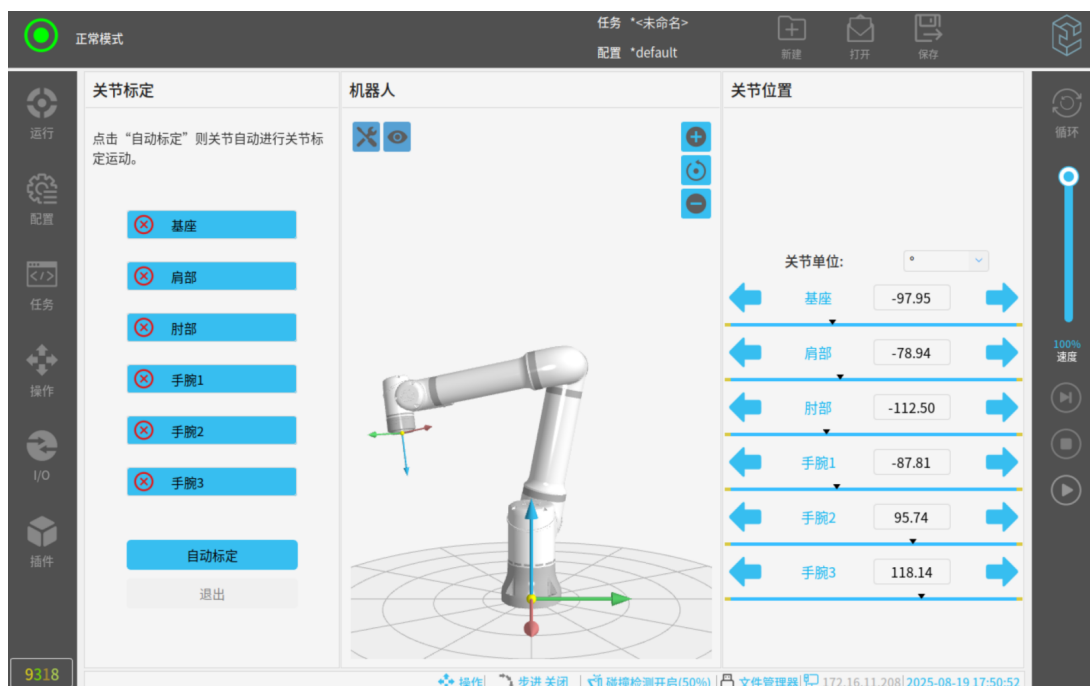 正常模式
任务 *<未命名>
配置 *default
新建
打开
保存
运行
配置
任务
操作
I/O
插件
9318
关节标定
点击“自动标定”则关节自动进行关节标
定运动。
基座
肩部
肘部
手腕1
手腕2
手腕3
自动标定
退出
机器人
关节位置
关节单位: °
基座 -97.95
肩部 -78.94
肘部 -112.50
手腕1 -87.81
手腕2 95.74
手腕3 118.14
循环
100%
速度
操作 步进 关闭 碰撞检测开启(50%) 文件管理器 172.16.11.208 2025-08-19 17:50:52